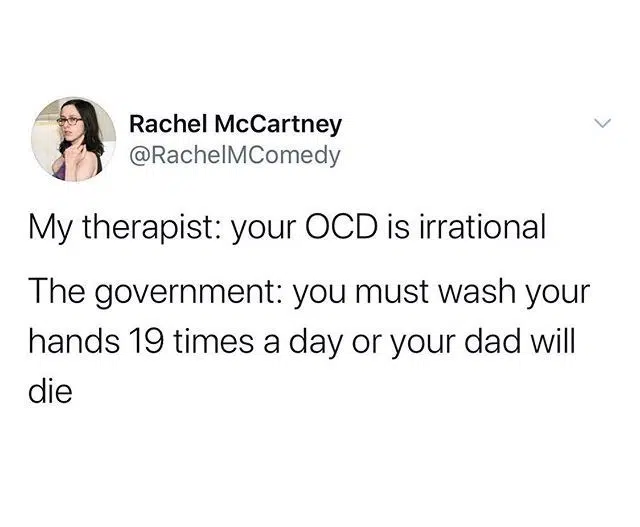 Rachel McCartney
@RachelMComedy
My therapist: your OCD is irrational
The government: you must wash your
hands 19 times a day or your dad will
die